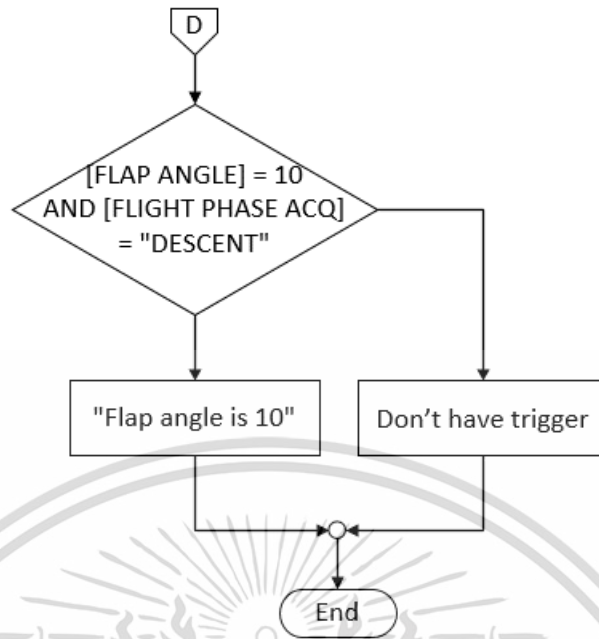 D
[FLAP ANGLE] = 10
AND [FLIGHT PHASE ACQ]
= "DESCENT"
"Flap angle is 10"
Don’t have trigger
End